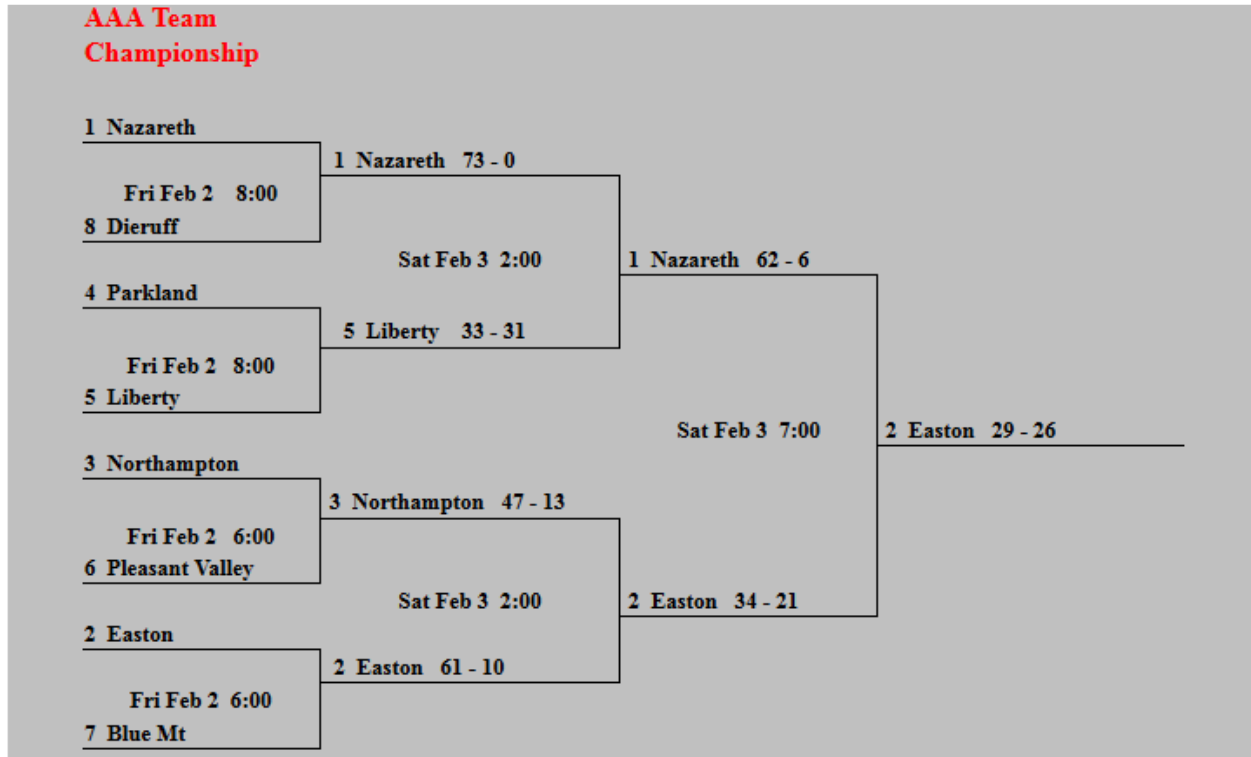 AAA Team
Championship
1 Nazareth
1 Nazareth 73 - 0
Fri Feb 2 8:00
8 Dieruff
Sat Feb 3 2:00
1 Nazareth 62 - 6
4 Parkland
5 Liberty 33 - 31
Fri Feb 2 8:00
5 Liberty
Sat Feb 3 7:00
2 Easton 29 - 26
3 Northampton
3 Northampton 47 - 13
Fri Feb 2 6:00
6 Pleasant Valley
Sat Feb 3 2:00
2 Easton 34 - 21
2 Easton
2 Easton 61 - 10
Fri Feb 2 6:00
7 Blue Mt